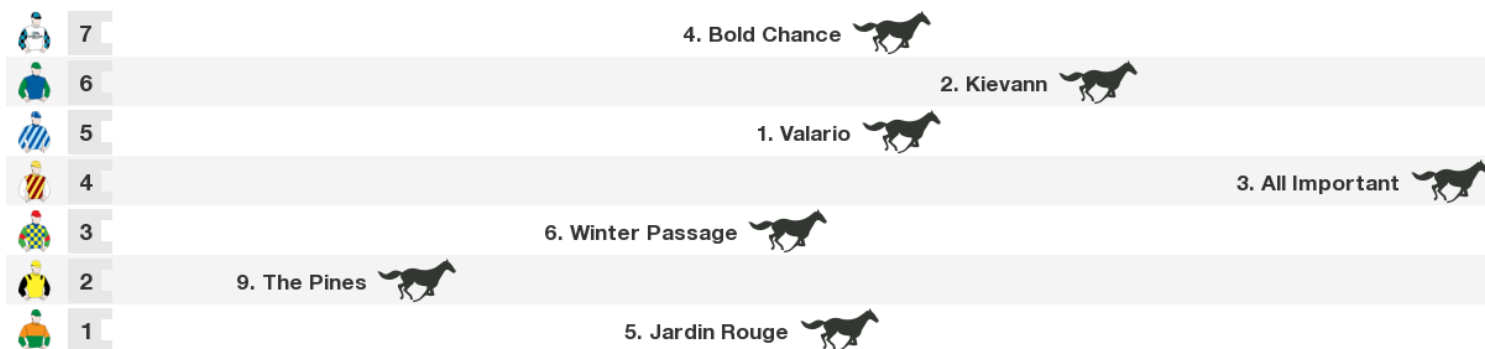 7 4. Bold Chance
6 2. Kievann
5 1. Valario
4 3. All Important
3 6. Winter Passage
2 9. The Pines
1 5. Jardin Rouge